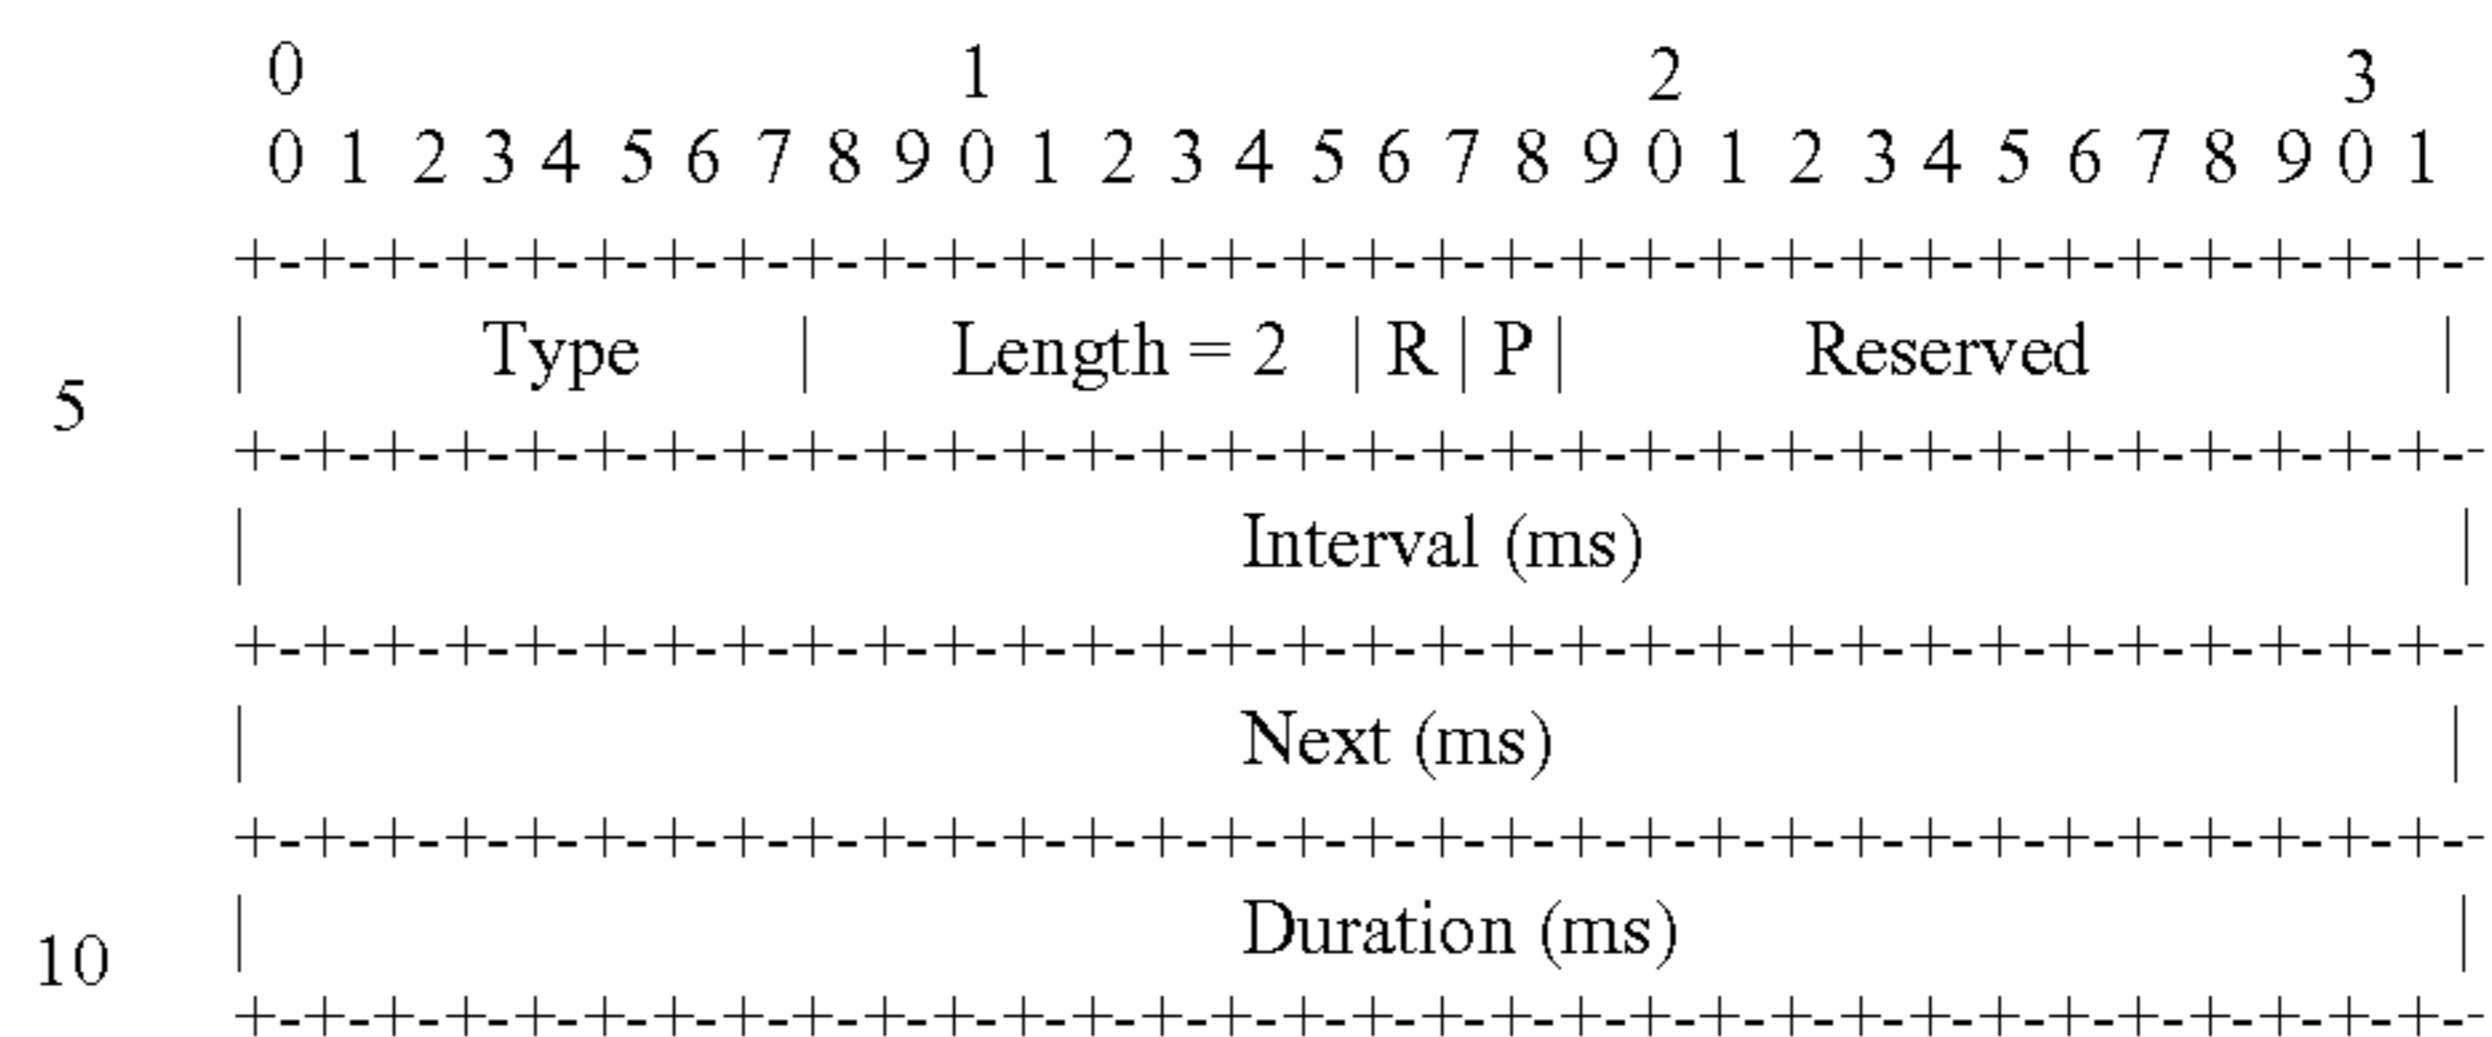 0 1 2 3
0 1 2 3 4 5 6 7 8 9 0 1 2 3 4 5 6 7 8 9 0 1 2 3 4 5 6 7 8 9 0 1
+-+-+-+-+-+-+-+-+-+-+-+-+-+-+-+-+-+-+-+-+-+-+-+-+-+-+-+-+-+-+-+-+-
| Type | Length = 2 | R | P | Reserved |
5
+-+-+-+-+-+-+-+-+-+-+-+-+-+-+-+-+-+-+-+-+-+-+-+-+-+-+-+-+-+-+-+-+-
| Interval (ms) |
+-+-+-+-+-+-+-+-+-+-+-+-+-+-+-+-+-+-+-+-+-+-+-+-+-+-+-+-+-+-+-+-+-
| Next (ms) |
+-+-+-+-+-+-+-+-+-+-+-+-+-+-+-+-+-+-+-+-+-+-+-+-+-+-+-+-+-+-+-+-+-
| Duration (ms) |
10
+-+-+-+-+-+-+-+-+-+-+-+-+-+-+-+-+-+-+-+-+-+-+-+-+-+-+-+-+-+-+-+-+-